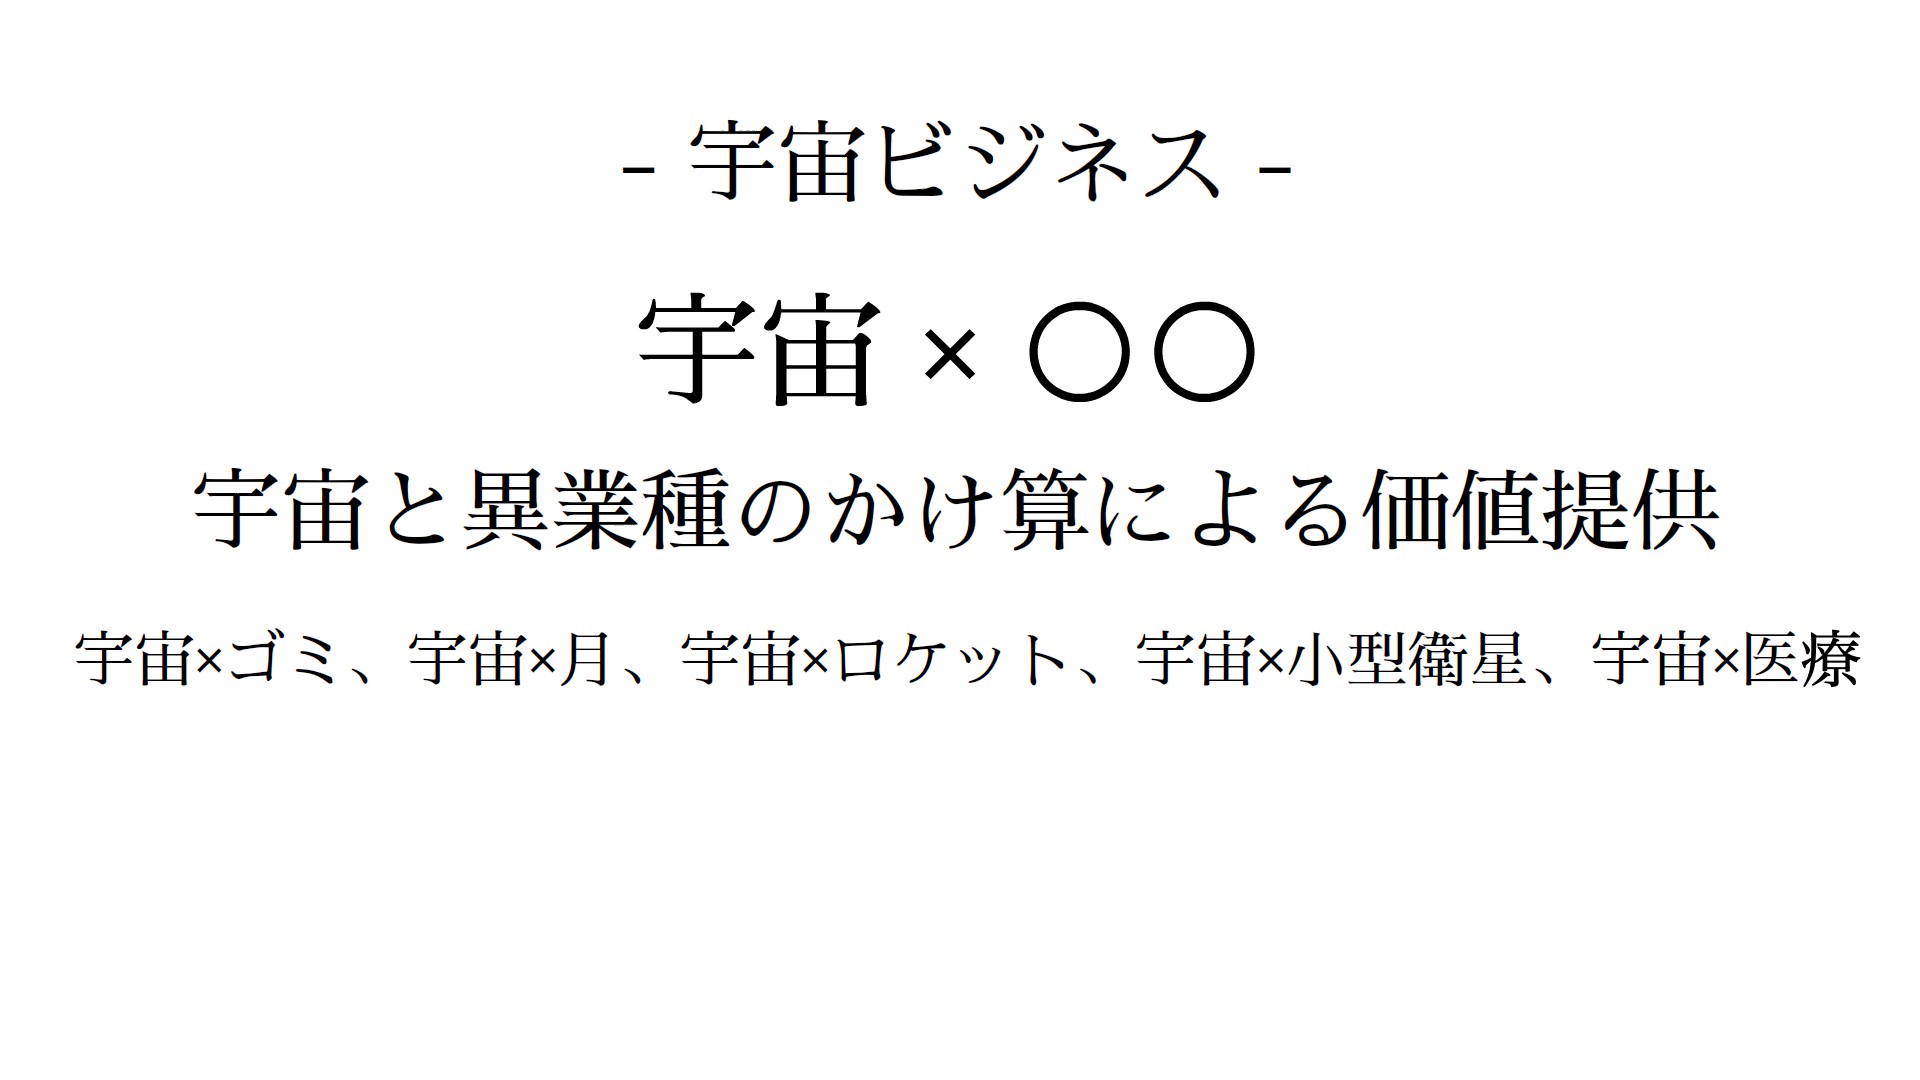 – 宇宙ビジネス –
宇宙 × 〇〇
宇宙と異業種のかけ算による価値提供
宇宙×ゴミ、宇宙×月、宇宙×ロケット、宇宙×小型衛星、宇宙×医療